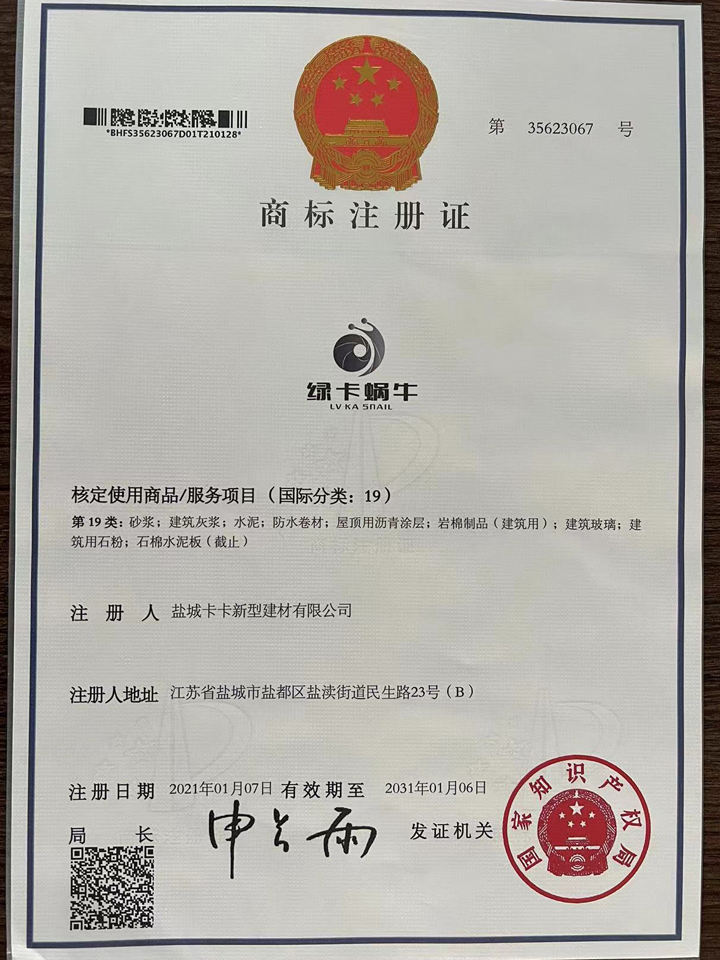 *BHFS35623067D01T210128*
第 35623067 号
商标注册证
绿卡蜗牛
LV KA SNAIL
核定使用商品/服务项目（国际分类：19）
第19类：砂浆；建筑灰浆；水泥；防水卷材；屋顶用沥青涂层；岩棉制品（建筑用）；建筑玻璃；建
筑用石粉；石棉水泥板（截止）
注册人 盐城卡卡新型建材有限公司
注册人地址 江苏省盐城市盐都区盐渎街道民生路23号（B）
注册日期 2021年01月07日 有效期至 2031年01月06日
局长 申长雨 发证机关
国家知识产权局